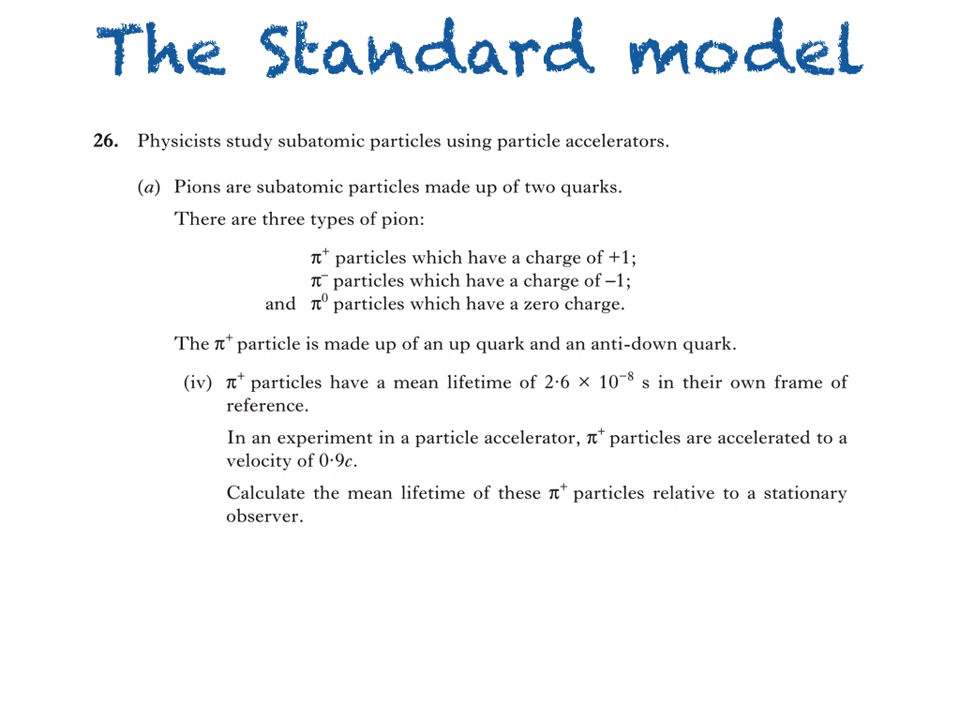 The Standard model
26. Physicists study subatomic particles using particle accelerators.
(a) Pions are subatomic particles made up of two quarks.
There are three types of pion:
π⁺ particles which have a charge of +1;
π⁻ particles which have a charge of –1;
and π⁰ particles which have a zero charge.
The π⁺ particle is made up of an up quark and an anti-down quark.
(iv) π⁺ particles have a mean lifetime of 2·6 × 10⁻⁸ s in their own frame of
reference.
In an experiment in a particle accelerator, π⁺ particles are accelerated to a
velocity of 0·9c.
Calculate the mean lifetime of these π⁺ particles relative to a stationary
observer.